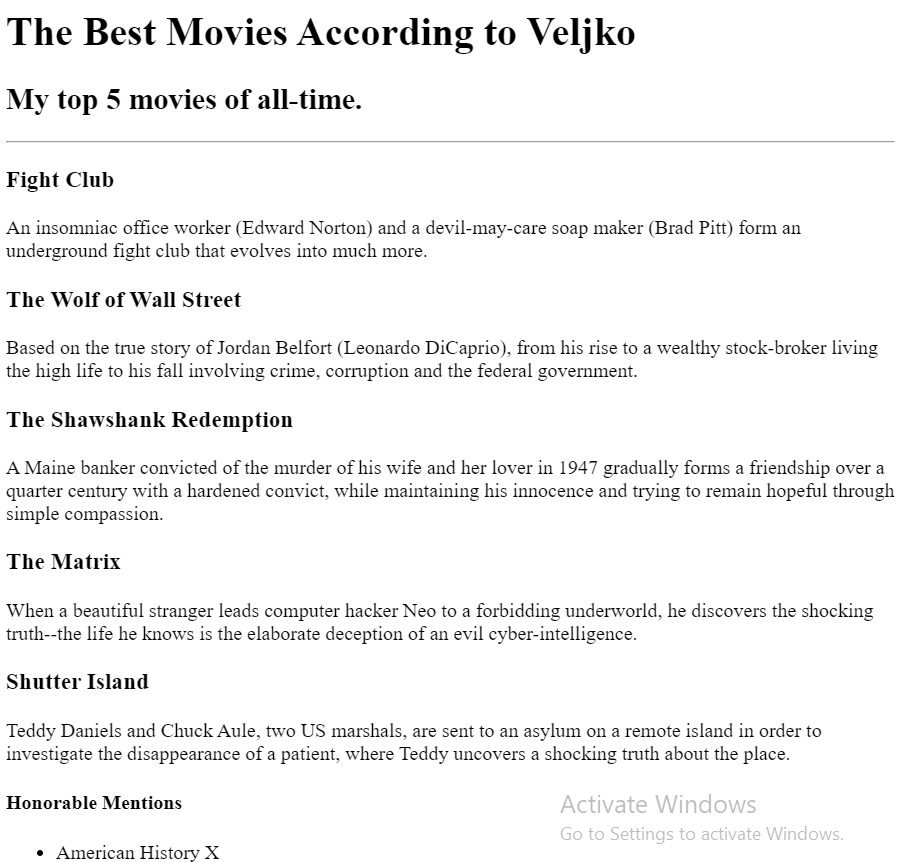 The Best Movies According to Veljko
My top 5 movies of all-time.
Fight Club
An insomniac office worker (Edward Norton) and a devil-may-care soap maker (Brad Pitt) form an
underground fight club that evolves into much more.
The Wolf of Wall Street
Based on the true story of Jordan Belfort (Leonardo DiCaprio), from his rise to a wealthy stock-broker living
the high life to his fall involving crime, corruption and the federal government.
The Shawshank Redemption
A Maine banker convicted of the murder of his wife and her lover in 1947 gradually forms a friendship over a
quarter century with a hardened convict, while maintaining his innocence and trying to remain hopeful through
simple compassion.
The Matrix
When a beautiful stranger leads computer hacker Neo to a forbidding underworld, he discovers the shocking
truth--the life he knows is the elaborate deception of an evil cyber-intelligence.
Shutter Island
Teddy Daniels and Chuck Aule, two US marshals, are sent to an asylum on a remote island in order to
investigate the disappearance of a patient, where Teddy uncovers a shocking truth about the place.
Honorable Mentions
Activate Windows
Go to Settings to activate Windows.
• American History X